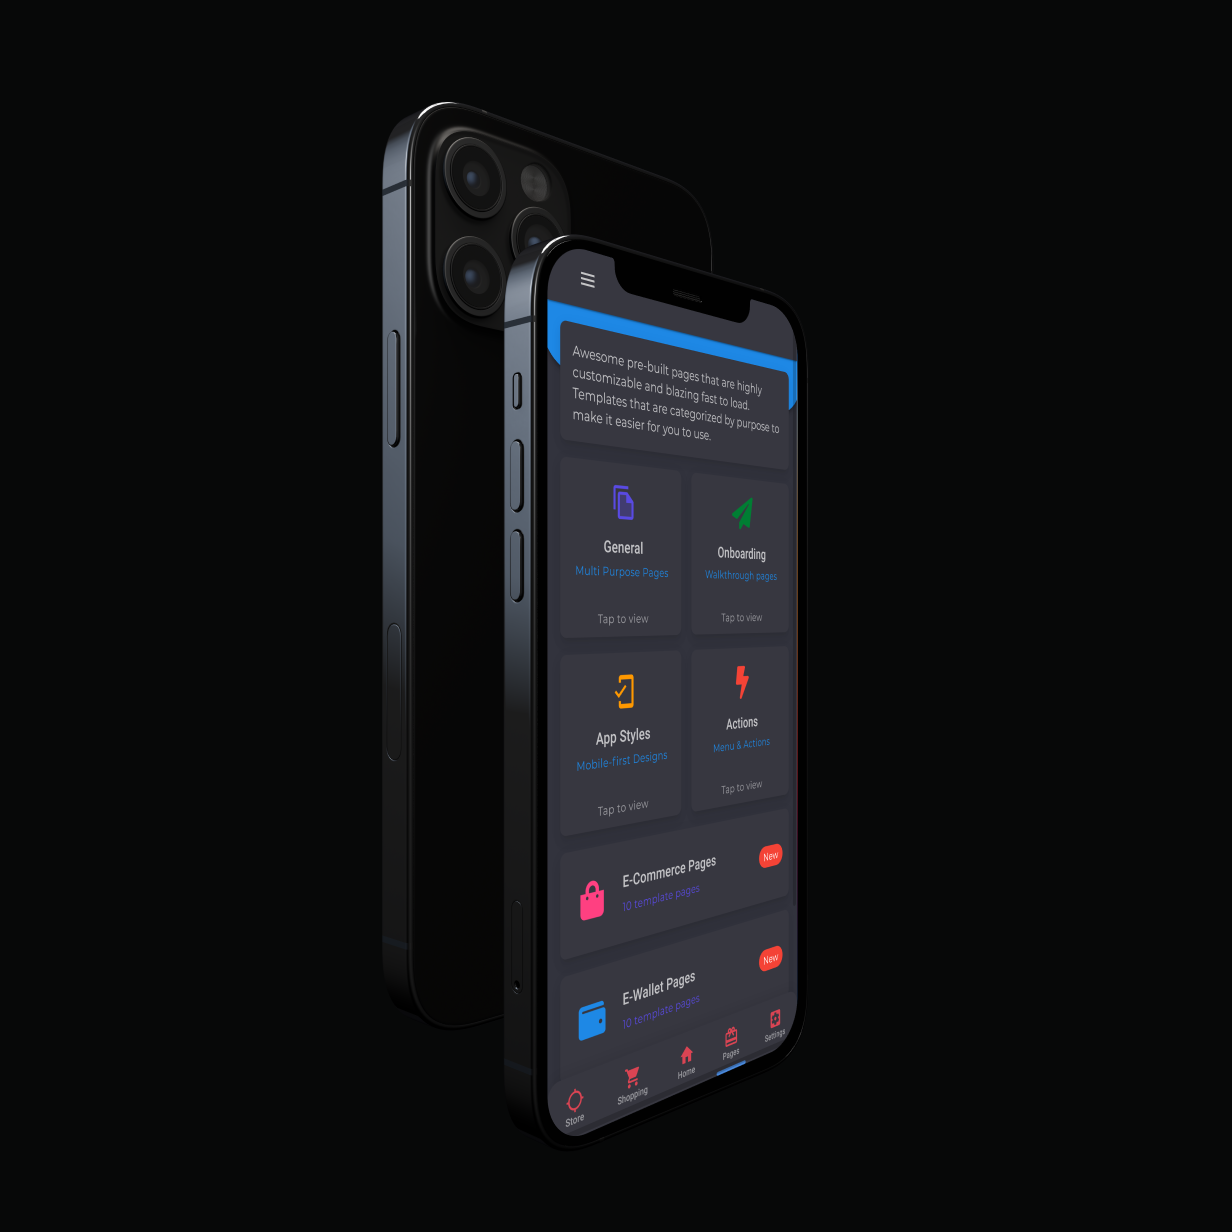 Awesome pre-built pages that are highly
customizable and blazing fast to load.
Templates that are categorized by purpose to
make it easier for you to use.
General
Multi Purpose Pages
Tap to view
Onboarding
Walkthrough pages
Tap to view
App Styles
Mobile-first Designs
Tap to view
Actions
Menu & Actions
Tap to view
E-Commerce Pages
10 template pages
New
E-Wallet Pages
10 template pages
New
Store
Shopping
Home
Pages
Settings